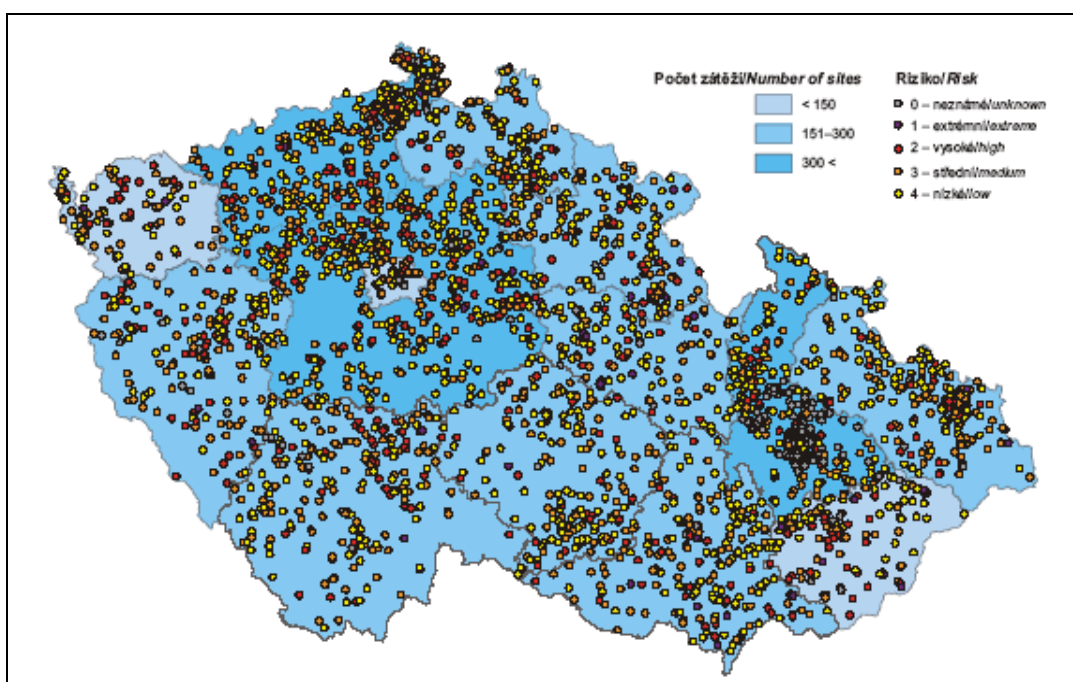 Počet zátěží/Number of sites
< 150
151–300
300 <
Riziko/Risk
0 – neznámé/unknown
1 – extrémní/extreme
2 – vysoké/high
3 – střední/medium
4 – nízké/low